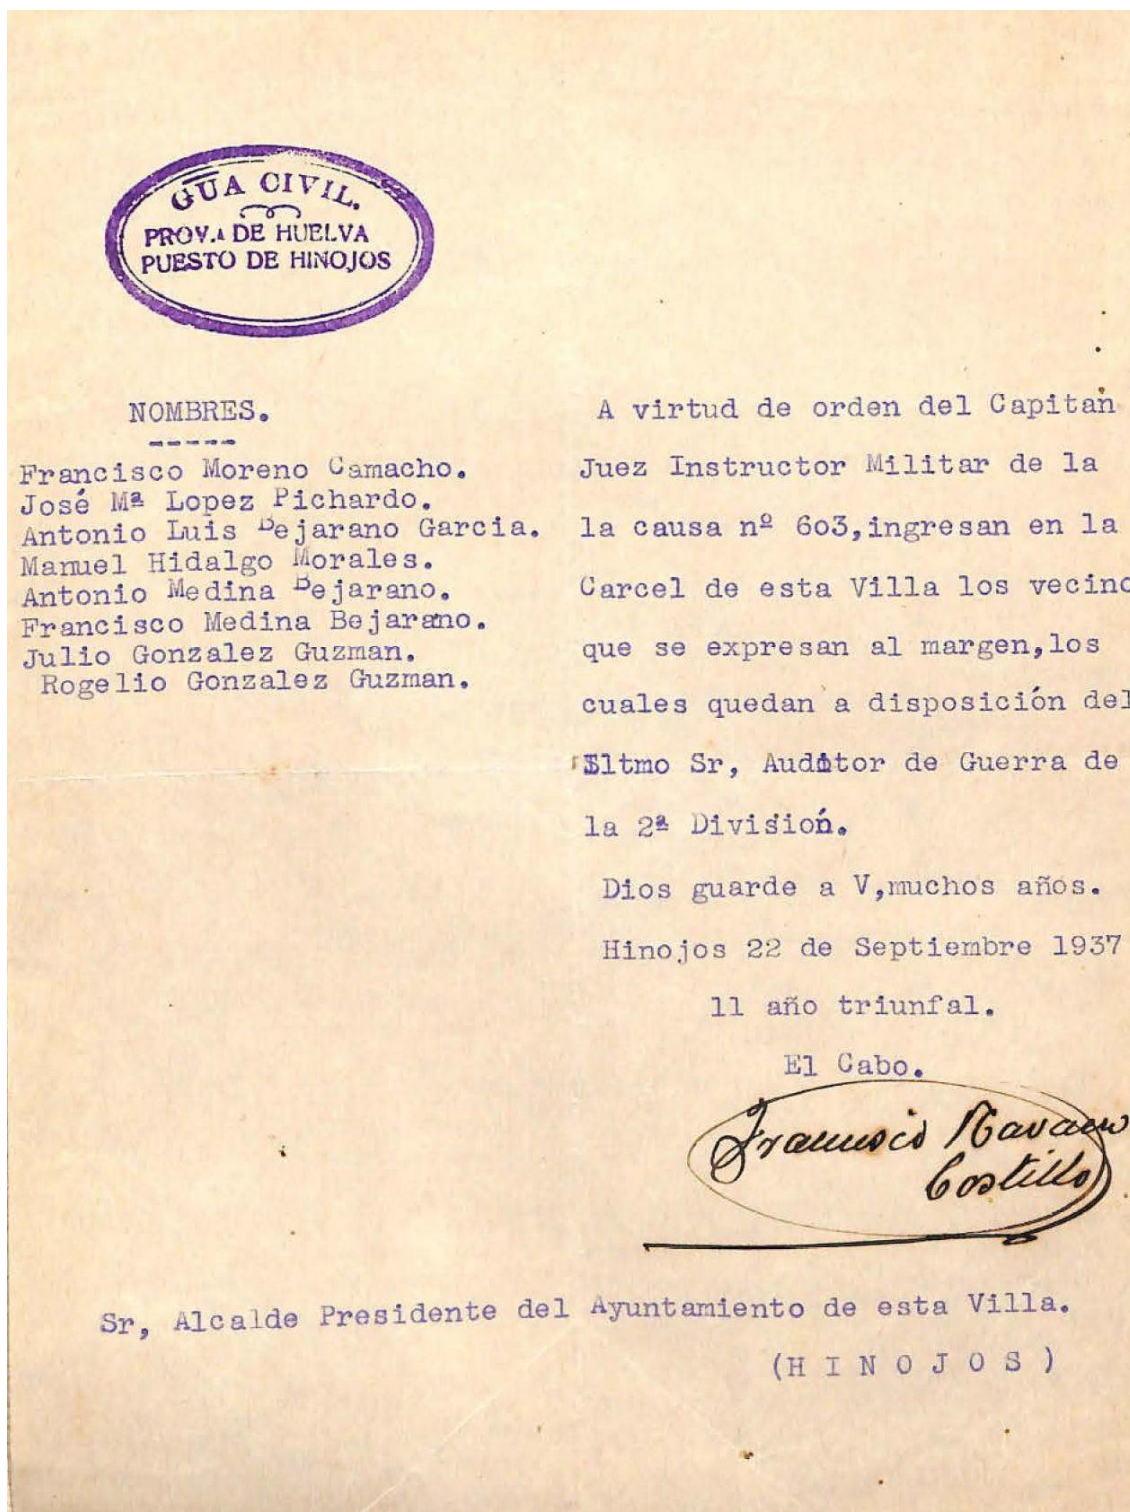 GUA CIVIL.
PROV.A DE HUELVA
PUESTO DE HINOJOS
NOMBRES.
-----
Francisco Moreno Camacho.
José Mª Lopez Pichardo.
Antonio Luis Bejarano Garcia.
Manuel Hidalgo Morales.
Antonio Medina Bejarano.
Francisco Medina Bejarano.
Julio Gonzalez Guzman.
Rogelio Gonzalez Guzman.
A virtud de orden del Capitán
Juez Instructor Militar de la
la causa nº 603,ingresan en la
Carcel de esta Villa los vecino
que se expresan al margen,los
cuales quedan a disposición del
Iltmo Sr, Auditor de Guerra de
la 2ª División.
Dios guarde a V,muchos años.
Hinojos 22 de Septiembre 1937
11 año triunfal.
El Cabo.
Francisco Navarro
Costillo
Sr, Alcalde Presidente del Ayuntamiento de esta Villa.
(H I N O J O S )